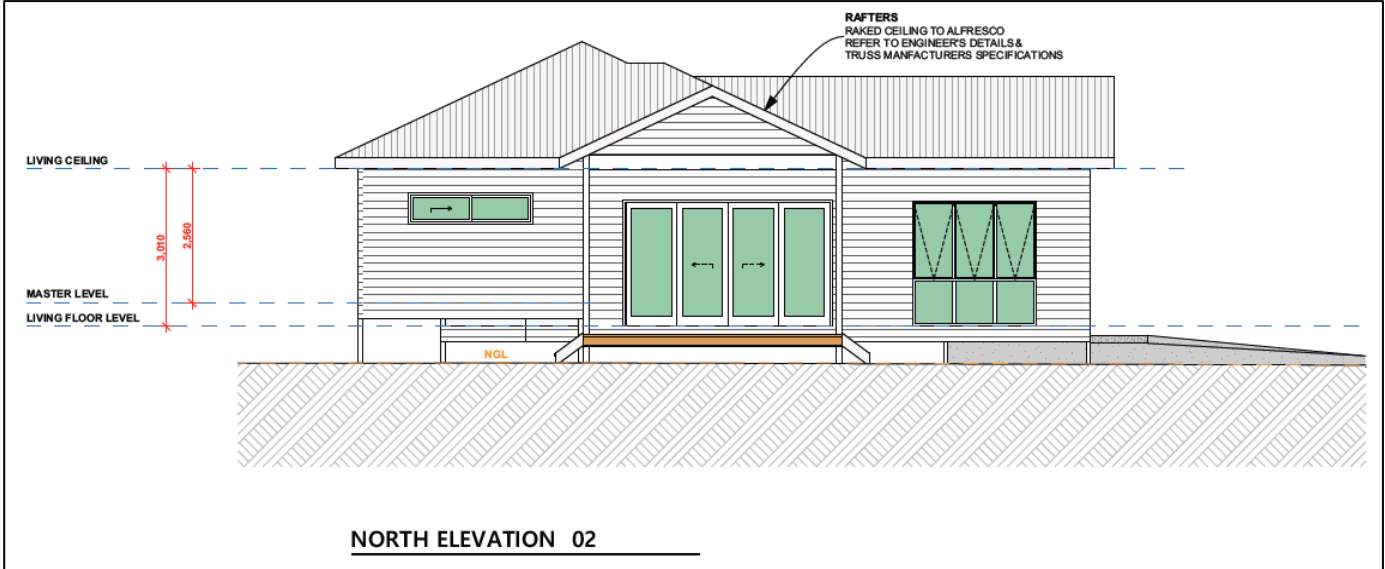 RAFTERS
RAKED CEILING TO ALFRESCO
REFER TO ENGINEER'S DETAILS &
TRUSS MANFACTURERS SPECIFICATIONS
LIVING CEILING
3,010
2,560
MASTER LEVEL
LIVING FLOOR LEVEL
NGL
NORTH ELEVATION 02